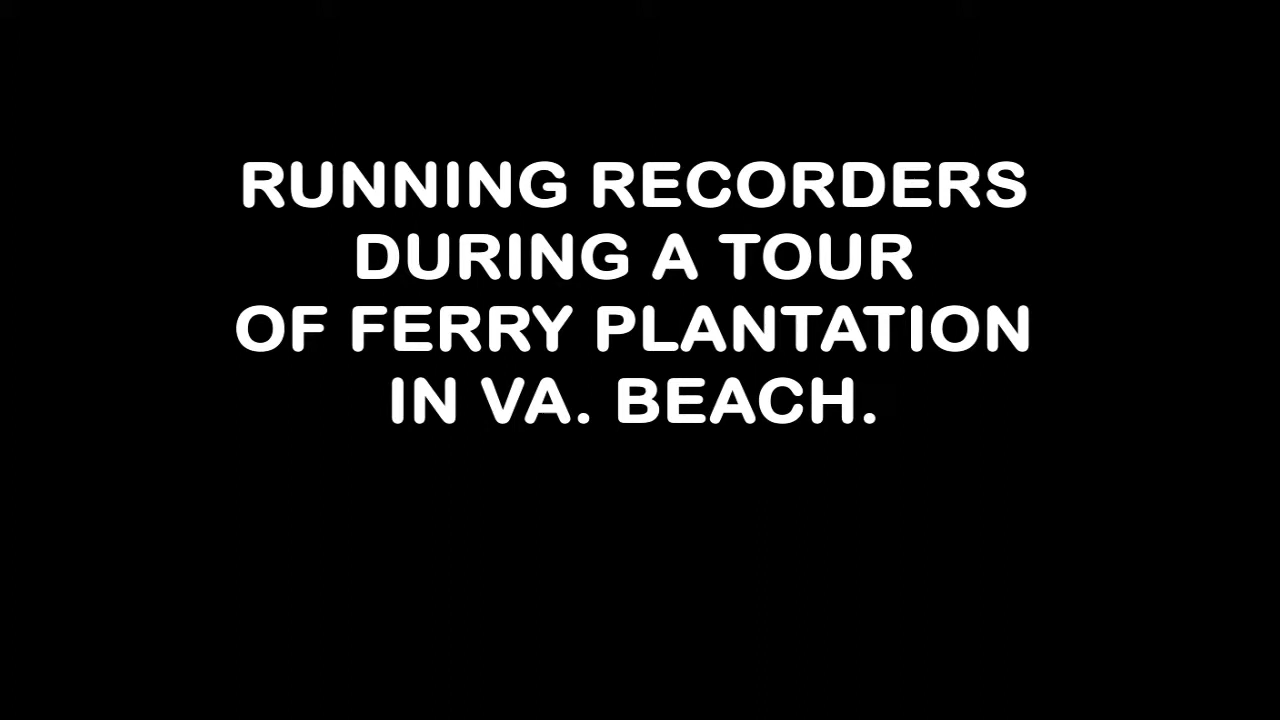 RUNNING RECORDERS
DURING A TOUR
OF FERRY PLANTATION
IN VA. BEACH.